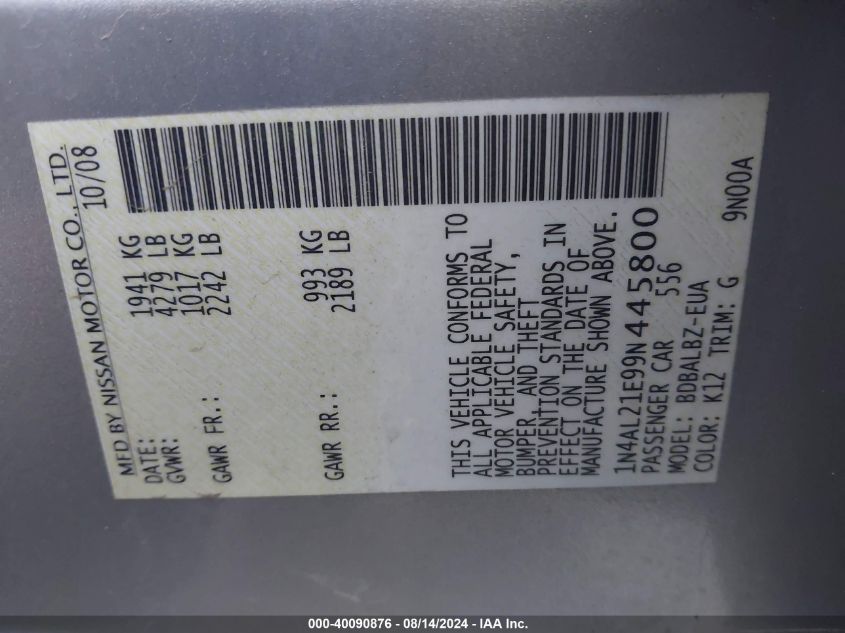 MFD BY NISSAN MOTOR CO., LTD.
DATE: 10/08
GVWR: 1941 KG
4279 LB
GAWR FR.: 1017 KG
2242 LB
GAWR RR.: 993 KG
2189 LB
THIS VEHICLE CONFORMS TO
ALL APPLICABLE FEDERAL
MOTOR VEHICLE SAFETY,
BUMPER, AND THEFT
PREVENTION STANDARDS IN
EFFECT ON THE DATE OF
MANUFACTURE SHOWN ABOVE.
1N4AL21E99N445800
PASSENGER CAR 556
MODEL: BDBALBZ-EUA
COLOR: K12 TRIM: G 9N00A
000-40090876 - 08/14/2024 - IAA Inc.